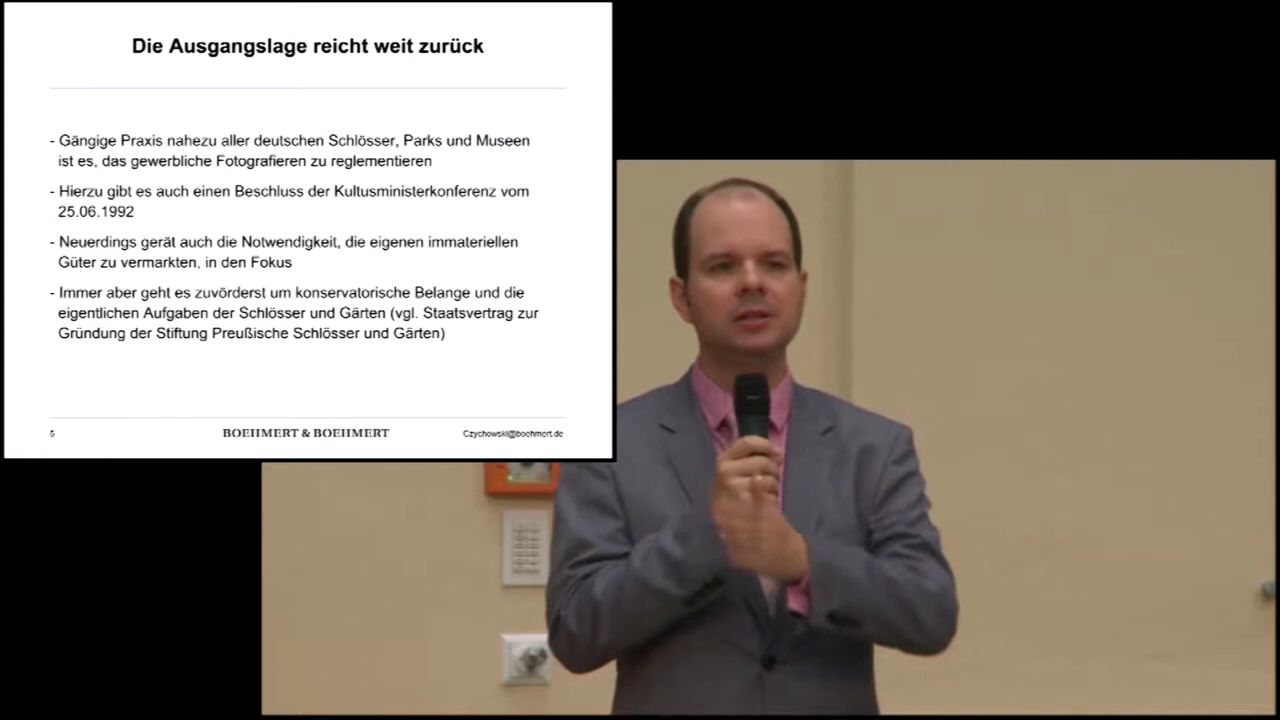 Die Ausgangslage reicht weit zurück
- Gängige Praxis nahezu aller deutschen Schlösser, Parks und Museen
ist es, das gewerbliche Fotografieren zu reglementieren
- Hierzu gibt es auch einen Beschluss der Kultusministerkonferenz vom
25.06.1992
- Neuerdings gerät auch die Notwendigkeit, die eigenen immateriellen
Güter zu vermarkten, in den Fokus
- Immer aber geht es zuvörderst um konservatorische Belange und die
eigentlichen Aufgaben der Schlösser und Gärten (vgl. Staatsvertrag zur
Gründung der Stiftung Preußische Schlösser und Gärten)
5 BOEHMERT & BOEHMERT Czychowski@boehmert.de